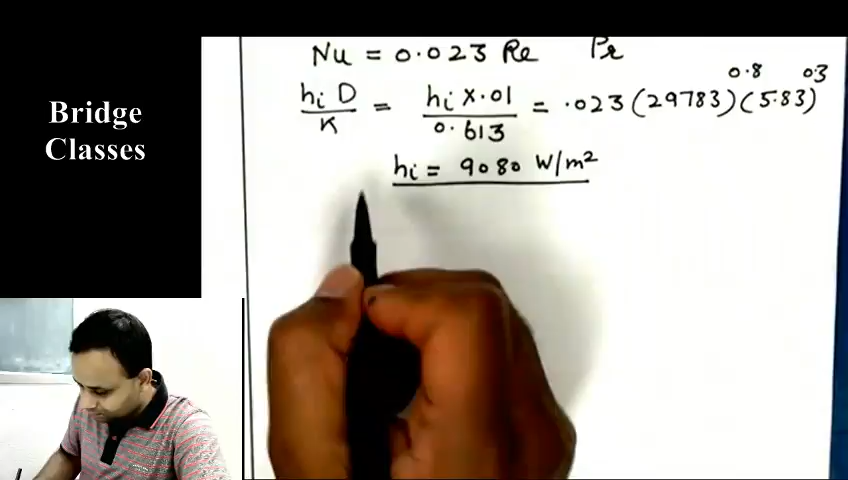 Bridge
Classes
Nu = 0.023 Re Pr
hi D / K = hi x .01 / 0.613 = .023 (29783)^0.8 (5.83)^0.3
hi = 9080 W/m²